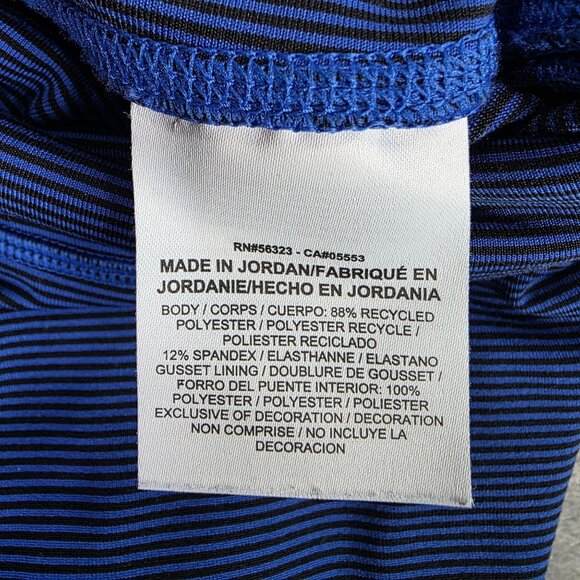 RN#56323 - CA#05553
MADE IN JORDAN/FABRIQUÉ EN
JORDANIE/HECHO EN JORDANIA
BODY / CORPS / CUERPO: 88% RECYCLED
POLYESTER / POLYESTER RECYCLE /
POLIESTER RECICLADO
12% SPANDEX / ELASTHANNE / ELASTANO
GUSSET LINING / DOUBLURE DE GOUSSET /
FORRO DEL PUENTE INTERIOR: 100%
POLYESTER / POLYESTER / POLIESTER
EXCLUSIVE OF DECORATION / DECORATION
NON COMPRISE / NO INCLUYE LA
DECORACION